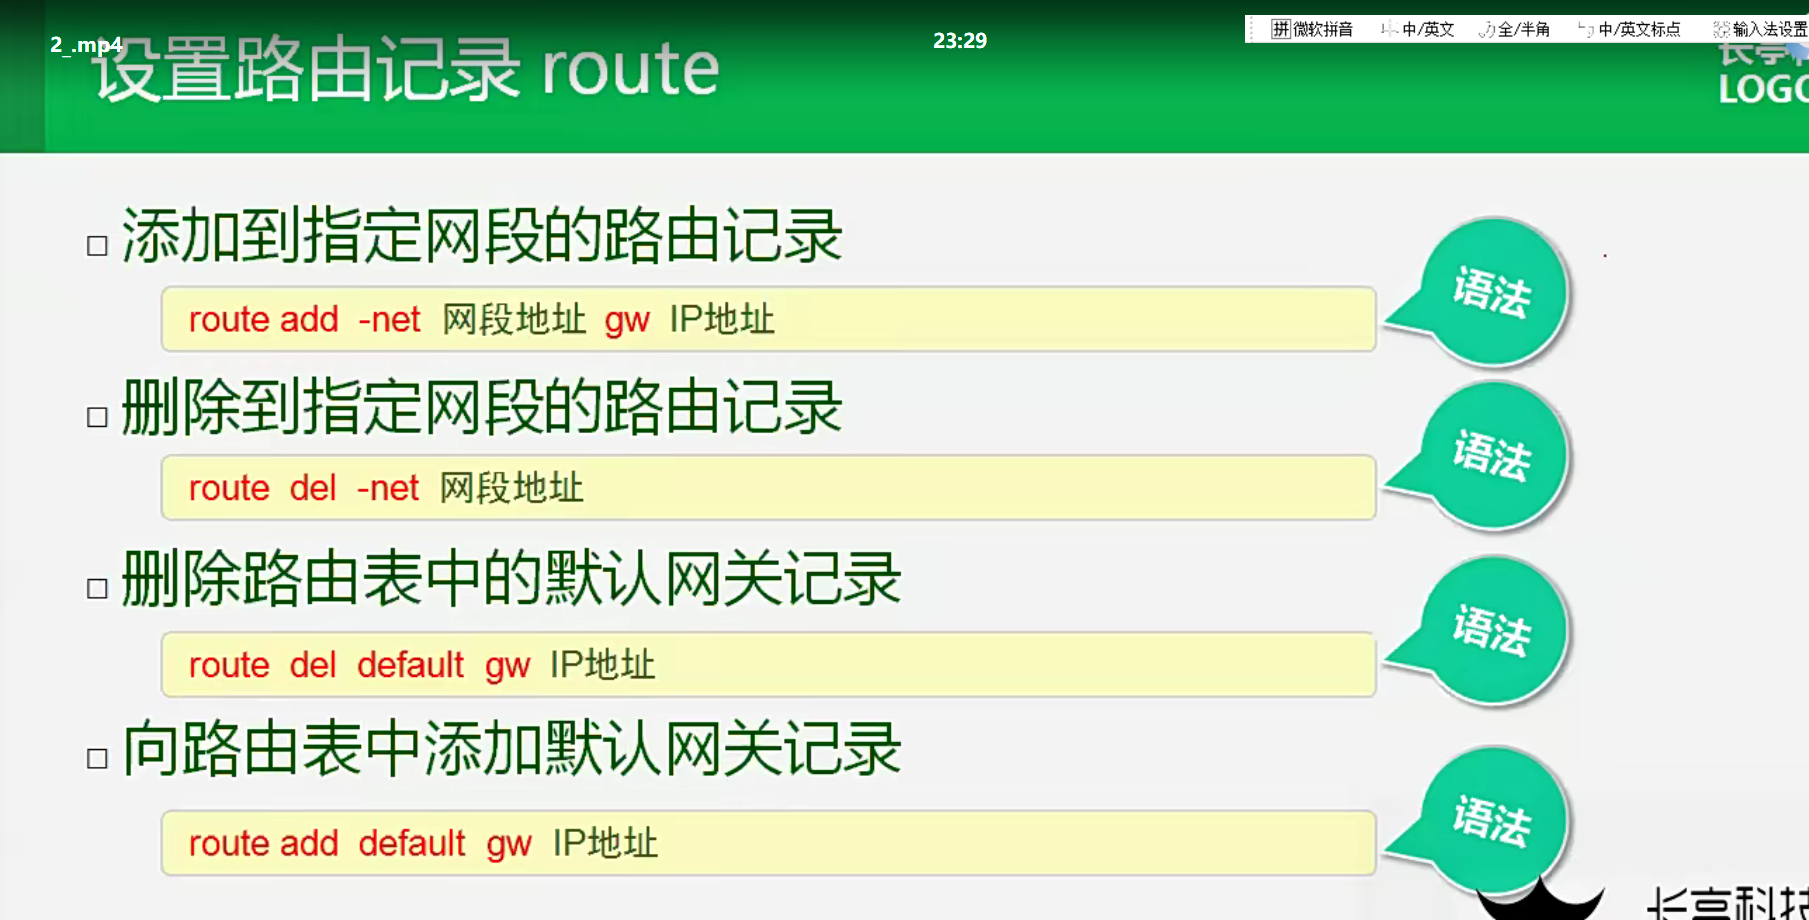 2_.mp4
23:29
微软拼音 中/英文 全/半角 中/英文标点 输入法设置
设置路由记录 route
长亭
LOGO
添加到指定网段的路由记录
route add -net 网段地址 gw IP地址
语法
删除到指定网段的路由记录
route del -net 网段地址
语法
删除路由表中的默认网关记录
route del default gw IP地址
语法
向路由表中添加默认网关记录
route add default gw IP地址
语法
长亭科技